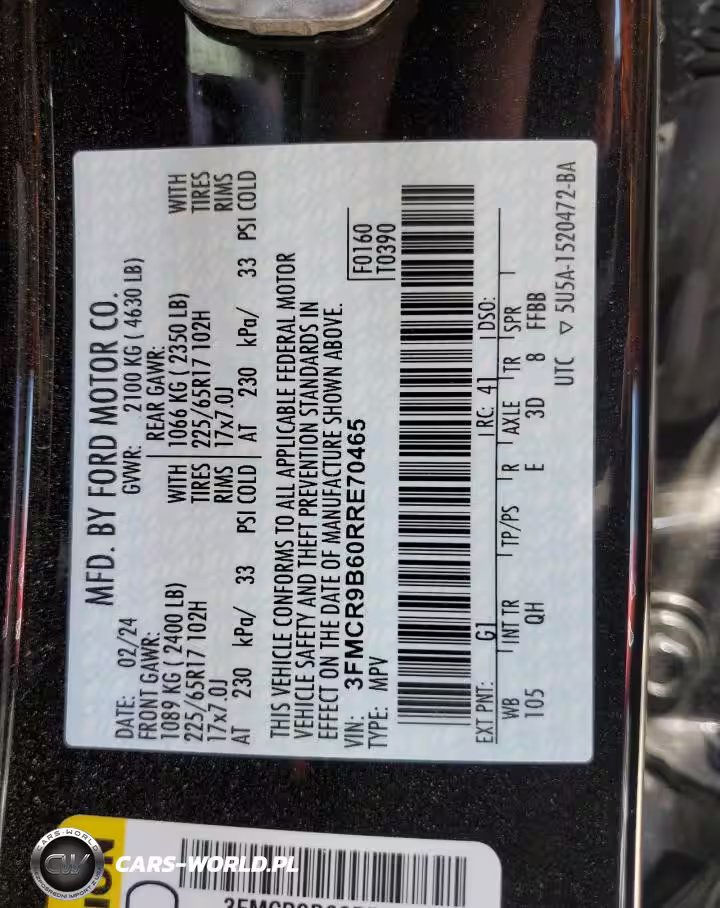 MFD. BY FORD MOTOR CO.
DATE: 02/24 GVWR: 2100 KG ( 4630 LB)
FRONT GAWR: REAR GAWR:
1089 KG ( 2400 LB) WITH 1066 KG ( 2350 LB) WITH
225/65R17 102H TIRES 225/65R17 102H TIRES
17x7.0J RIMS 17x7.0J RIMS
AT 230 kPa/ 33 PSI COLD AT 230 kPa/ 33 PSI COLD
THIS VEHICLE CONFORMS TO ALL APPLICABLE FEDERAL MOTOR
VEHICLE SAFETY AND THEFT PREVENTION STANDARDS IN
EFFECT ON THE DATE OF MANUFACTURE SHOWN ABOVE.
VIN: 3FMCR9B60RRE70465 F0160
TYPE: MPV T0390
EXT PNT: G1 RC: 41 DSO:
WB INT TR TP/PS R AXLE TR SPR
105 QH E 3D 8 FFBB
UTC ▽ 5U5A-1520472-BA
CARS-WORLD
CW
CARS-WORLD.PL